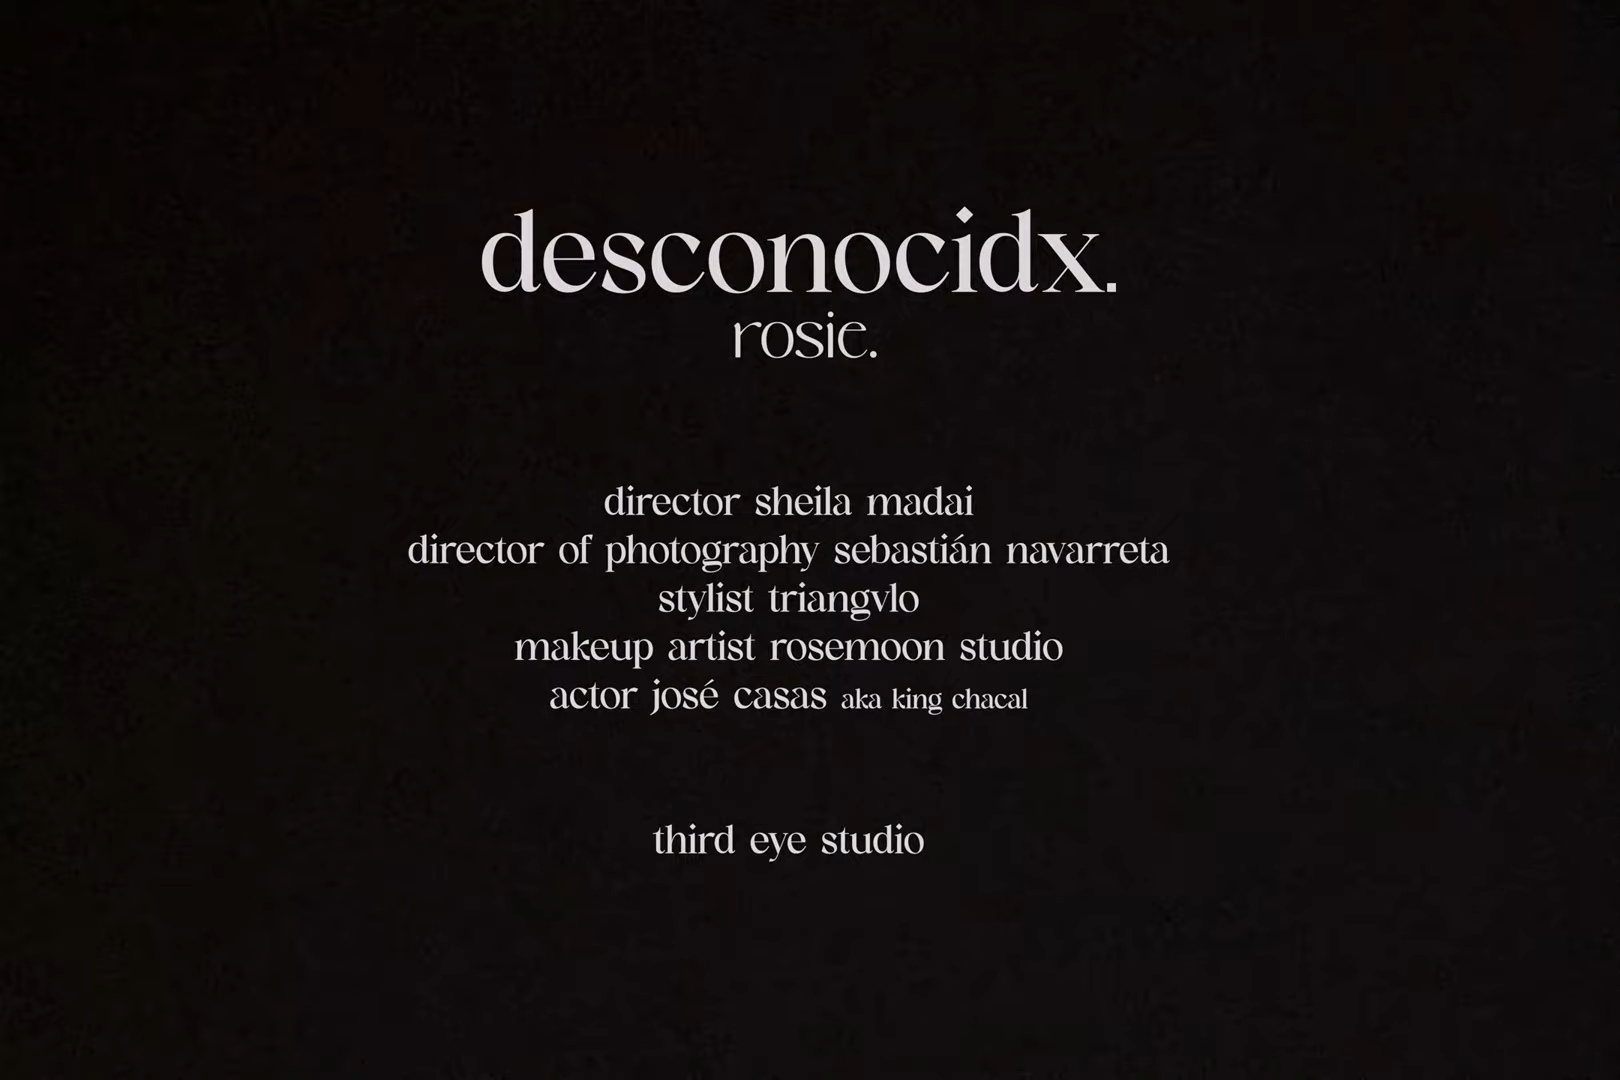 desconocidx.
rosie.
director sheila madai
director of photography sebastián navarreta
stylist triangvlo
makeup artist rosemoon studio
actor josé casas aka king chacal
third eye studio